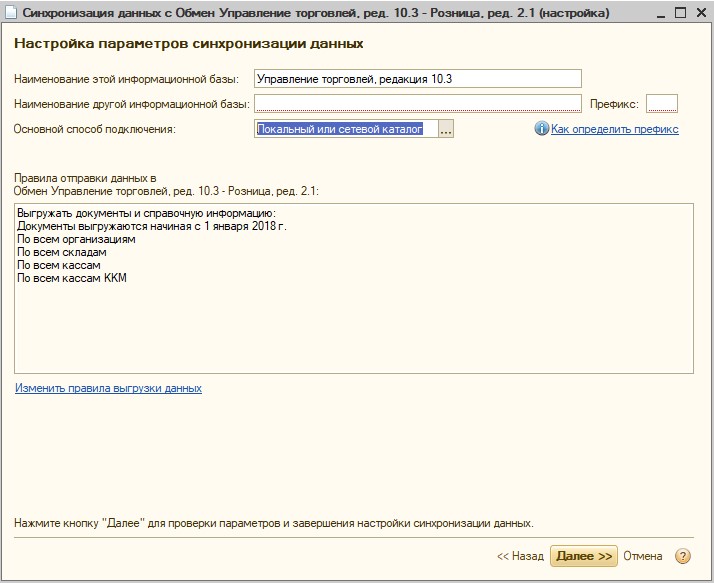 Синхронизация данных с Обмен Управление торговлей, ред. 10.3 - Розница, ред. 2.1 (настройка)
Настройка параметров синхронизации данных
Наименование этой информационной базы: Управление торговлей, редакция 10.3
Наименование другой информационной базы: Префикс:
Основной способ подключения: Локальный или сетевой каталог ... Как определить префикс
Правила отправки данных в
Обмен Управление торговлей, ред. 10.3 - Розница, ред. 2.1:
Выгружать документы и справочную информацию:
Документы выгружаются начиная с 1 января 2018 г.
По всем организациям
По всем складам
По всем кассам
По всем кассам ККМ
Изменить правила выгрузки данных
Нажмите кнопку "Далее" для проверки параметров и завершения настройки синхронизации данных.
<< Назад Далее >> Отмена ?